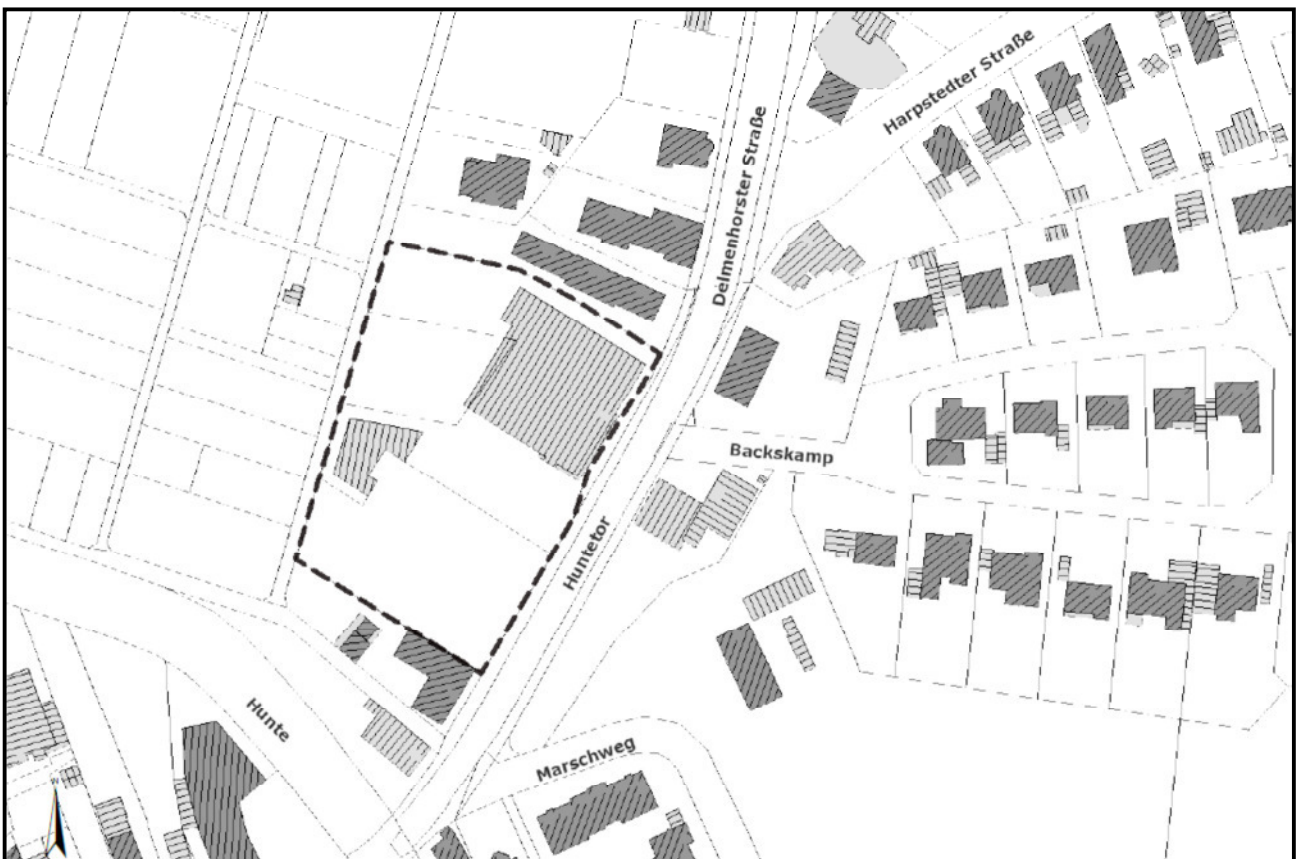 Harpstedter Straße
Delmenhorster Straße
Backskamp
Huntetor
Hunte
Marschweg
N